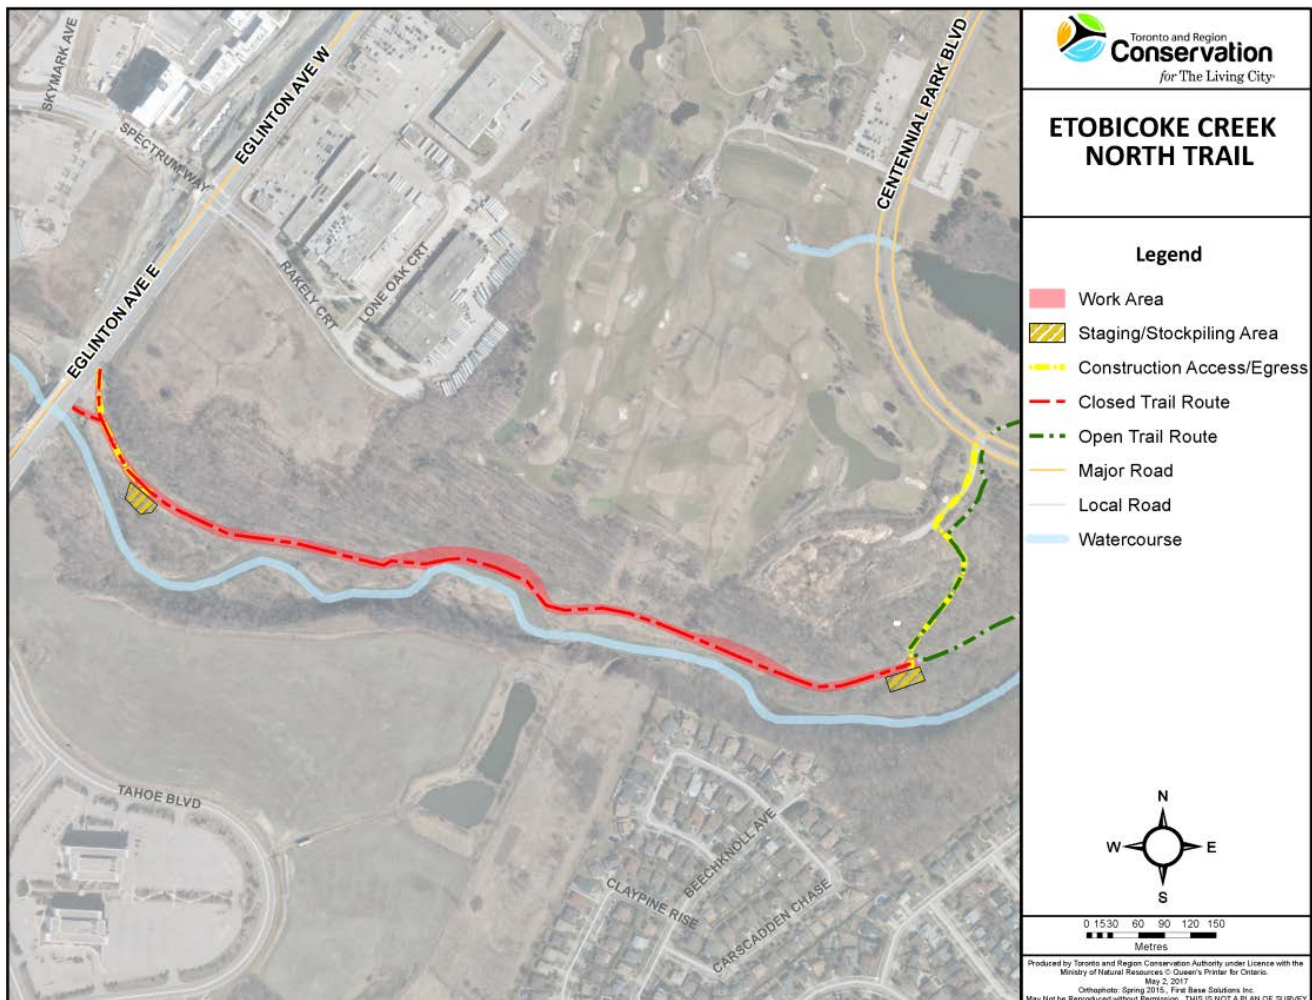 SKYMARK AVE
SPECTRUM WAY
EGLINTON AVE W
EGLINTON AVE E
RAKELY CRT
LONE OAK CRT
CENTENNIAL PARK BLVD
TAHOE BLVD
BEECHKNOLL AVE
CLAYPINE RISE
CARSCADDEN CHASE
Toronto and Region
Conservation
for The Living City·
ETOBICOKE CREEK
NORTH TRAIL
Legend
Work Area
Staging/Stockpiling Area
Construction Access/Egress
Closed Trail Route
Open Trail Route
Major Road
Local Road
Watercourse
N
W E
S
0 15 30 60 90 120 150
Metres
Produced by Toronto and Region Conservation Authority under Licence with the
Ministry of Natural Resources © Queen's Printer for Ontario.
May 2, 2017
Orthophoto: Spring 2015., First Base Solutions Inc.
May Not be Reproduced without Permission. THIS IS NOT A PLAN OF SURVEY.